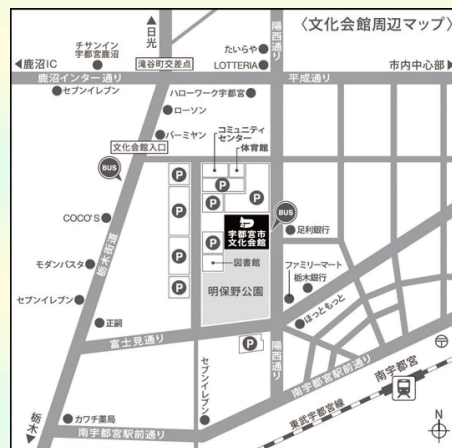 〈文化会館周辺マップ〉
▲日光
陽西通り
チサンイン
宇都宮鹿沼
滝谷町交差点
たいらや
LOTTERIA
◀鹿沼IC
市内中心部▶
鹿沼インター通り
平成通り
セブンイレブン
ハローワーク宇都宮
ローソン
バーミヤン
文化会館入口
コミュニティ
センター
体育館
BUS
P
P
P
P
P
P
P
P
P
BUS
宇都宮市
文化会館
足利銀行
COCO'S
図書館
ファミリーマート
栃木銀行
モダンパスタ
栃木街道
明保野公園
セブンイレブン
ほっともっと
正嗣
富士見通り
陽西通り
セブンイレブン
南宇都宮駅前通り
南宇都宮
東武宇都宮線
カワチ薬局
南宇都宮駅前通り
栃木▼
N